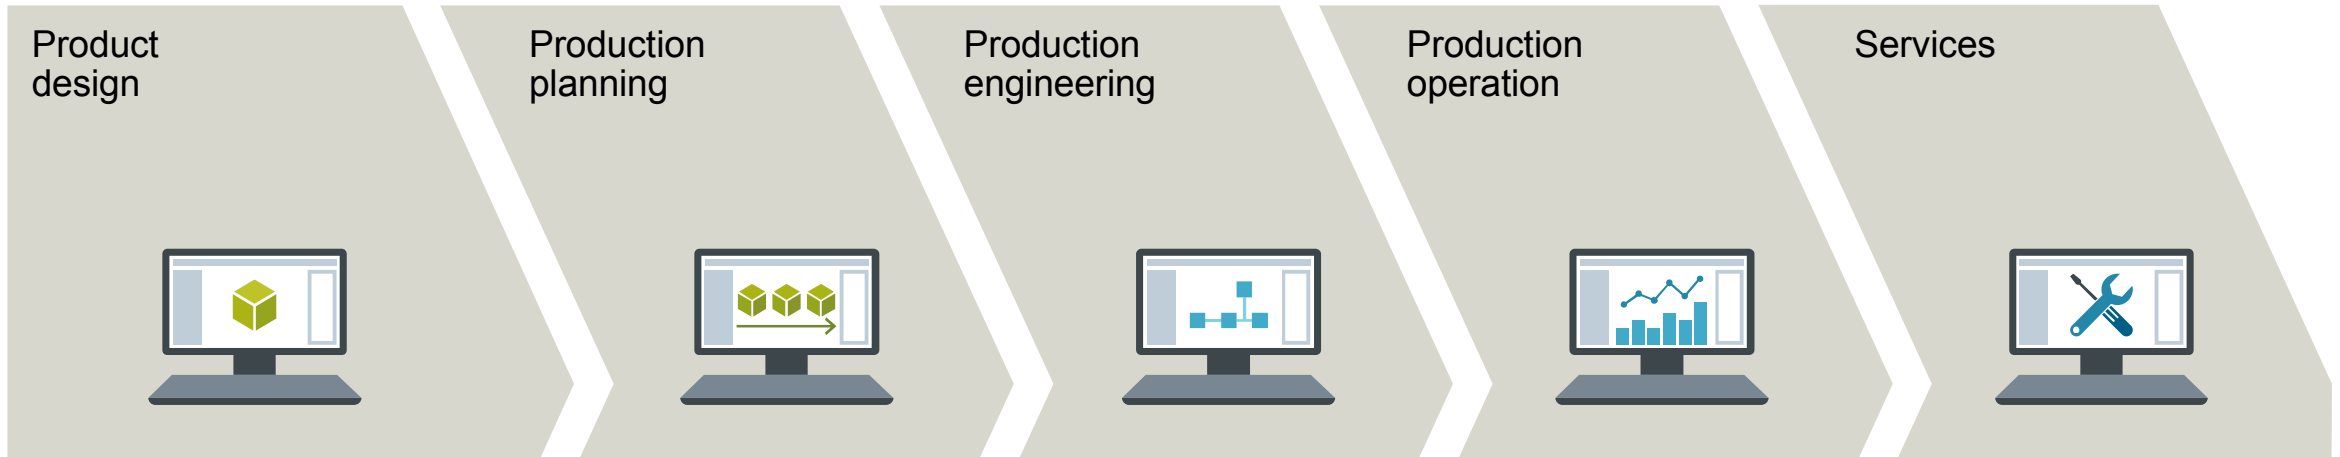 Product
design
Production
planning
Production
engineering
Production
operation
Services